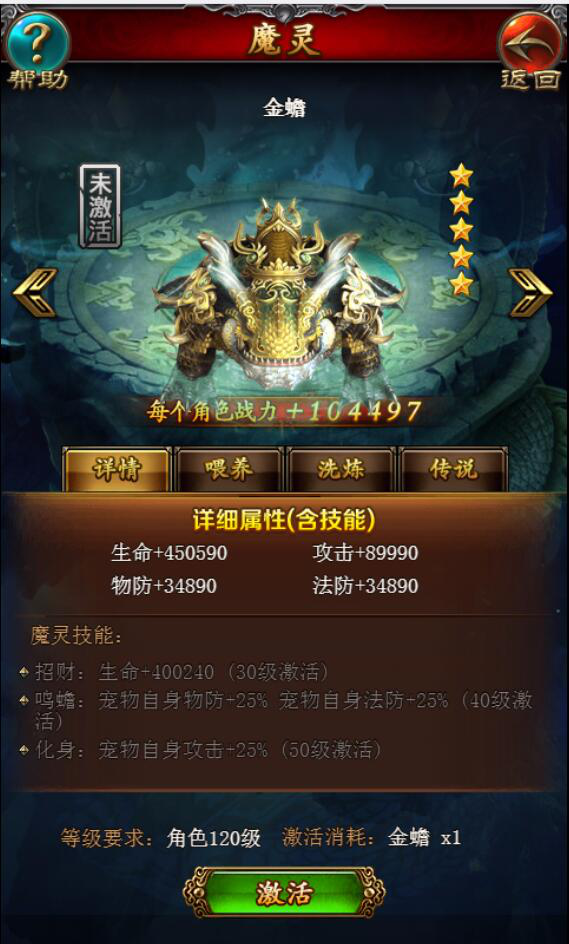 魔灵
帮助
返回
金蟾
未激活
每个角色战力+104497
详情 喂养 洗炼 传说
详细属性(含技能)
生命+450590 攻击+89990
物防+34890 法防+34890
魔灵技能：
招财：生命+400240（30级激活）
鸣蟾：宠物自身物防+25% 宠物自身法防+25%（40级激
活）
化身：宠物自身攻击+25%（50级激活）
等级要求：角色120级 激活消耗：金蟾 x1
激活